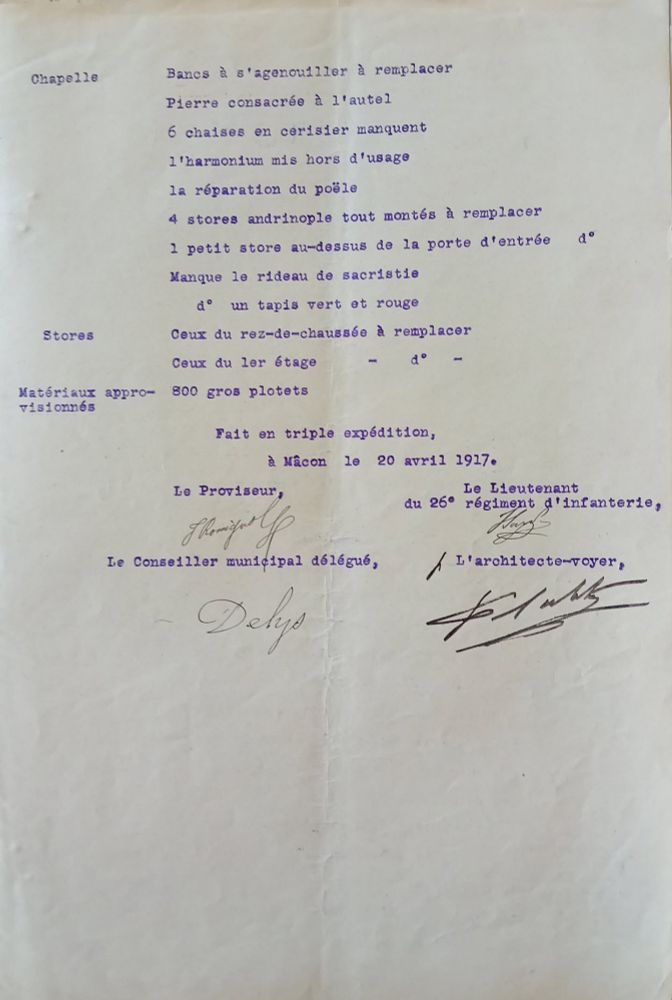 Chapelle Bancs à s'agenouiller à remplacer
Pierre consacrée à l'autel
6 chaises en cerisier manquent
l'harmonium mis hors d'usage
la réparation du poële
4 stores andrinople tout montés à remplacer
1 petit store au-dessus de la porte d'entrée d°
Manque le rideau de sacristie
d° un tapis vert et rouge
Stores Ceux du rez-de-chaussée à remplacer
Ceux du 1er étage - d° -
Matériaux appro- 800 gros plotets
visionnés
Fait en triple expédition,
à Mâcon le 20 avril 1917.
Le Proviseur, Le Lieutenant
du 26e régiment d'infanterie,
Le Conseiller municipal délégué, L'architecte-voyer,
Delys